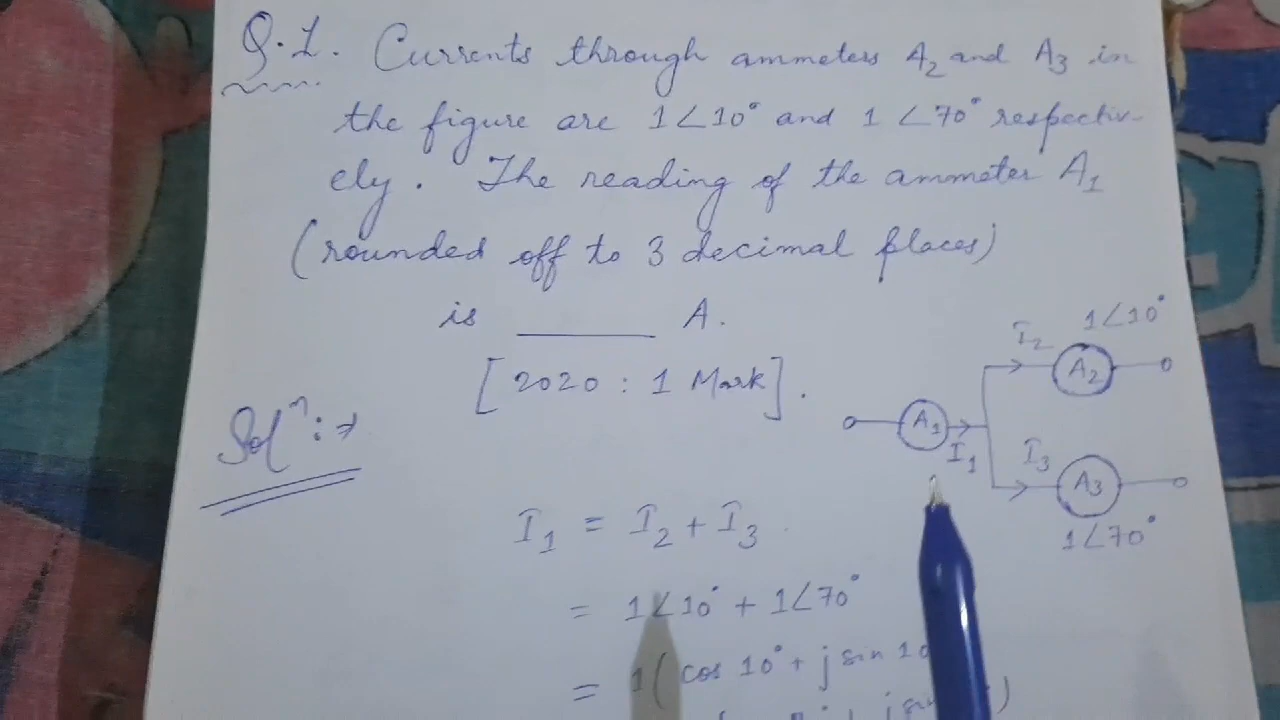 Q.1. Currents through ammeters A₂ and A₃ in
the figure are 1∠10° and 1∠70° respectiv-
ely. The reading of the ammeter A₁
(rounded off to 3 decimal places)
is ______ A.
[2020 : 1 Mark].
1∠10°
I₂
A₂
A₁
I₁
I₃
A₃
1∠70°
Solⁿ:→
I₁ = I₂ + I₃
= 1∠10° + 1∠70°
= 1(cos 10° + j sin 10